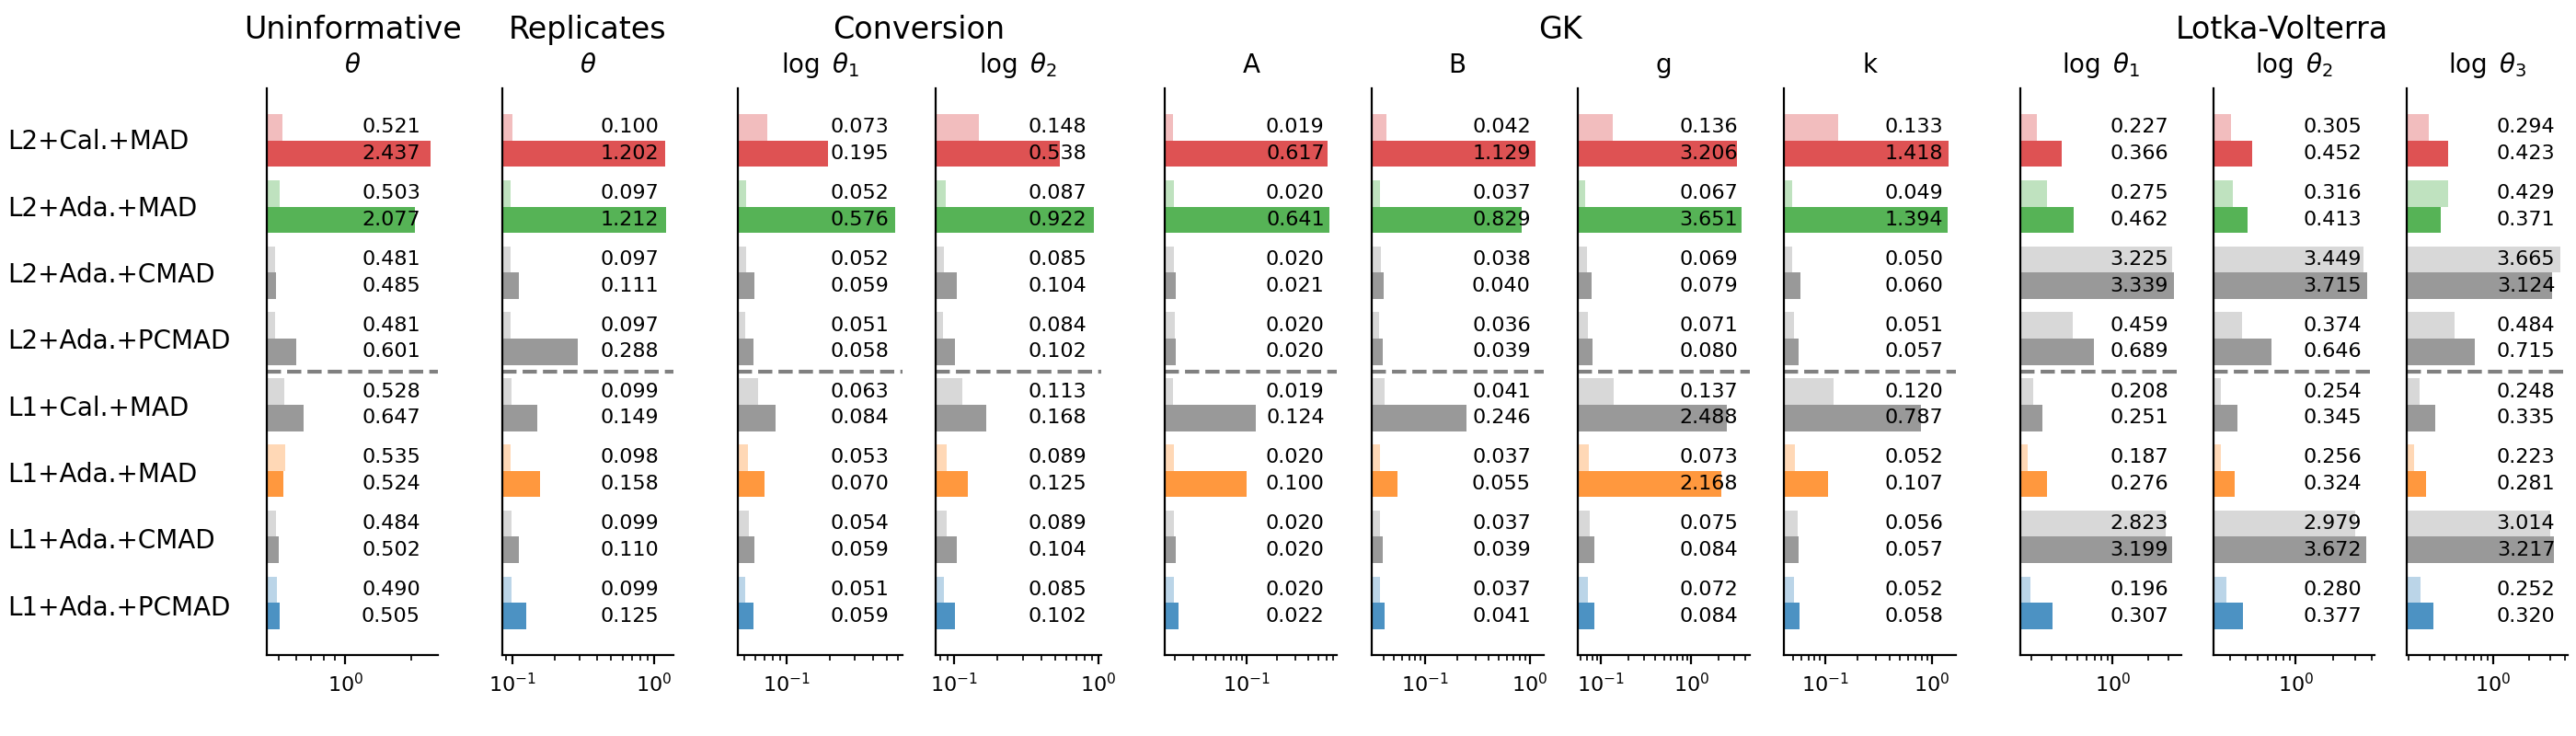 Uninformative Replicates Conversion GK Lotka-Volterra
θ θ log θ₁ log θ₂ A B g k log θ₁ log θ₂ log θ₃
L2+Cal.+MAD 0.521 0.100 0.073 0.148 0.019 0.042 0.136 0.133 0.227 0.305 0.294
2.437 1.202 0.195 0.538 0.617 1.129 3.206 1.418 0.366 0.452 0.423
L2+Ada.+MAD 0.503 0.097 0.052 0.087 0.020 0.037 0.067 0.049 0.275 0.316 0.429
2.077 1.212 0.576 0.922 0.641 0.829 3.651 1.394 0.462 0.413 0.371
L2+Ada.+CMAD 0.481 0.097 0.052 0.085 0.020 0.038 0.069 0.050 3.225 3.449 3.665
0.485 0.111 0.059 0.104 0.021 0.040 0.079 0.060 3.339 3.715 3.124
L2+Ada.+PCMAD 0.481 0.097 0.051 0.084 0.020 0.036 0.071 0.051 0.459 0.374 0.484
0.601 0.288 0.058 0.102 0.020 0.039 0.080 0.057 0.689 0.646 0.715
L1+Cal.+MAD 0.528 0.099 0.063 0.113 0.019 0.041 0.137 0.120 0.208 0.254 0.248
0.647 0.149 0.084 0.168 0.124 0.246 2.488 0.787 0.251 0.345 0.335
L1+Ada.+MAD 0.535 0.098 0.053 0.089 0.020 0.037 0.073 0.052 0.187 0.256 0.223
0.524 0.158 0.070 0.125 0.100 0.055 2.168 0.107 0.276 0.324 0.281
L1+Ada.+CMAD 0.484 0.099 0.054 0.089 0.020 0.037 0.075 0.056 2.823 2.979 3.014
0.502 0.110 0.059 0.104 0.020 0.039 0.084 0.057 3.199 3.672 3.217
L1+Ada.+PCMAD 0.490 0.099 0.051 0.085 0.020 0.037 0.072 0.052 0.196 0.280 0.252
0.505 0.125 0.059 0.102 0.022 0.041 0.084 0.058 0.307 0.377 0.320
10⁰ 10⁻¹ 10⁰ 10⁻¹ 10⁻¹ 10⁰ 10⁻¹ 10⁻¹ 10⁰ 10⁻¹ 10⁰ 10⁻¹ 10⁰ 10⁰ 10⁰ 10⁰